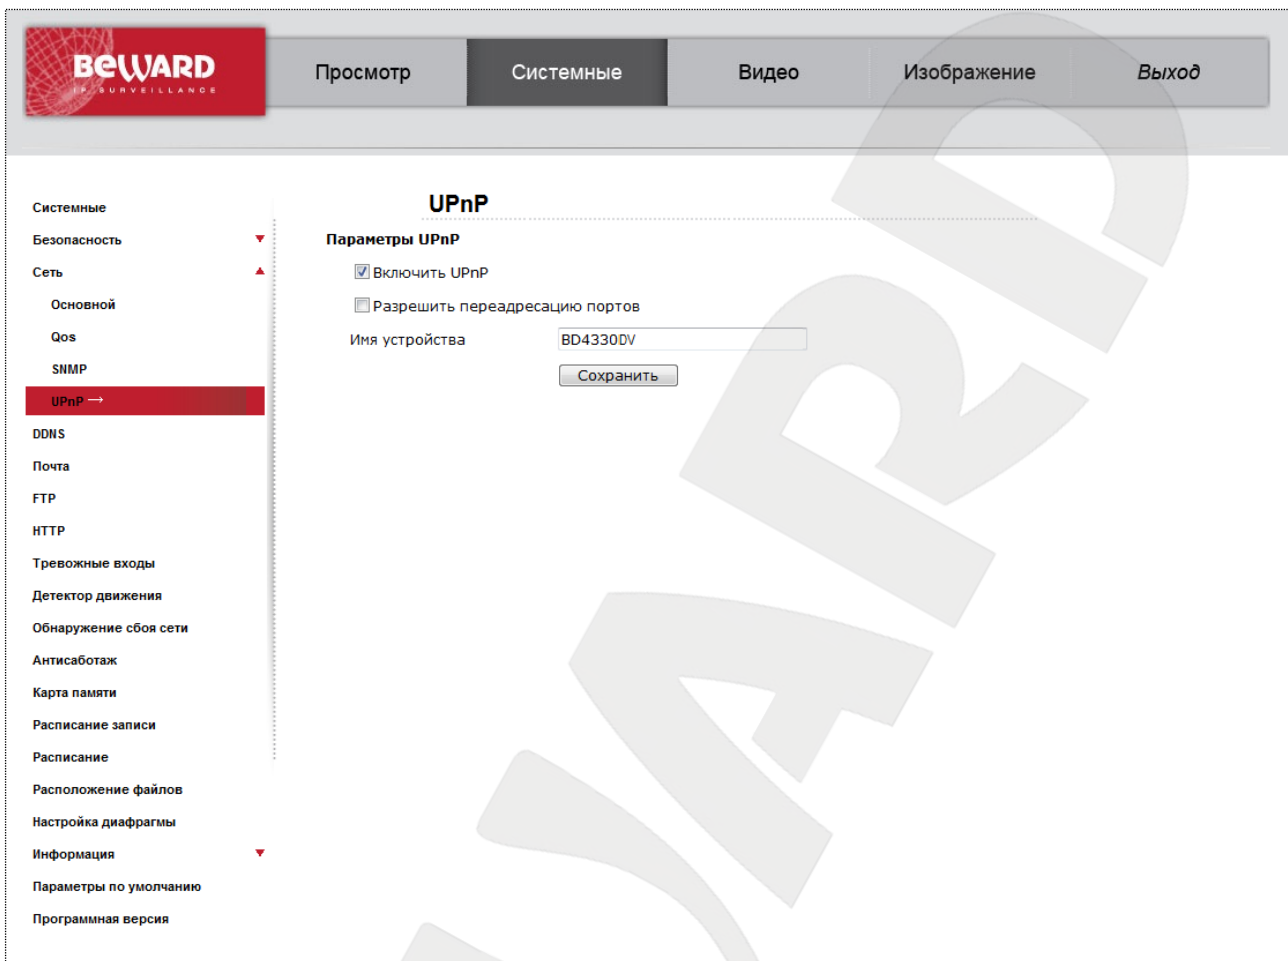 BEWARD
IP SURVEILLANCE
Просмотр
Системные
Видео
Изображение
Выход
Системные
Безопасность
Сеть
Основной
Qos
SNMP
UPnP →
DDNS
Почта
FTP
HTTP
Тревожные входы
Детектор движения
Обнаружение сбоя сети
Антисаботаж
Карта памяти
Расписание записи
Расписание
Расположение файлов
Настройка диафрагмы
Информация
Параметры по умолчанию
Программная версия
UPnP
Параметры UPnP
Включить UPnP
Разрешить переадресацию портов
Имя устройства
BD4330DV
Сохранить